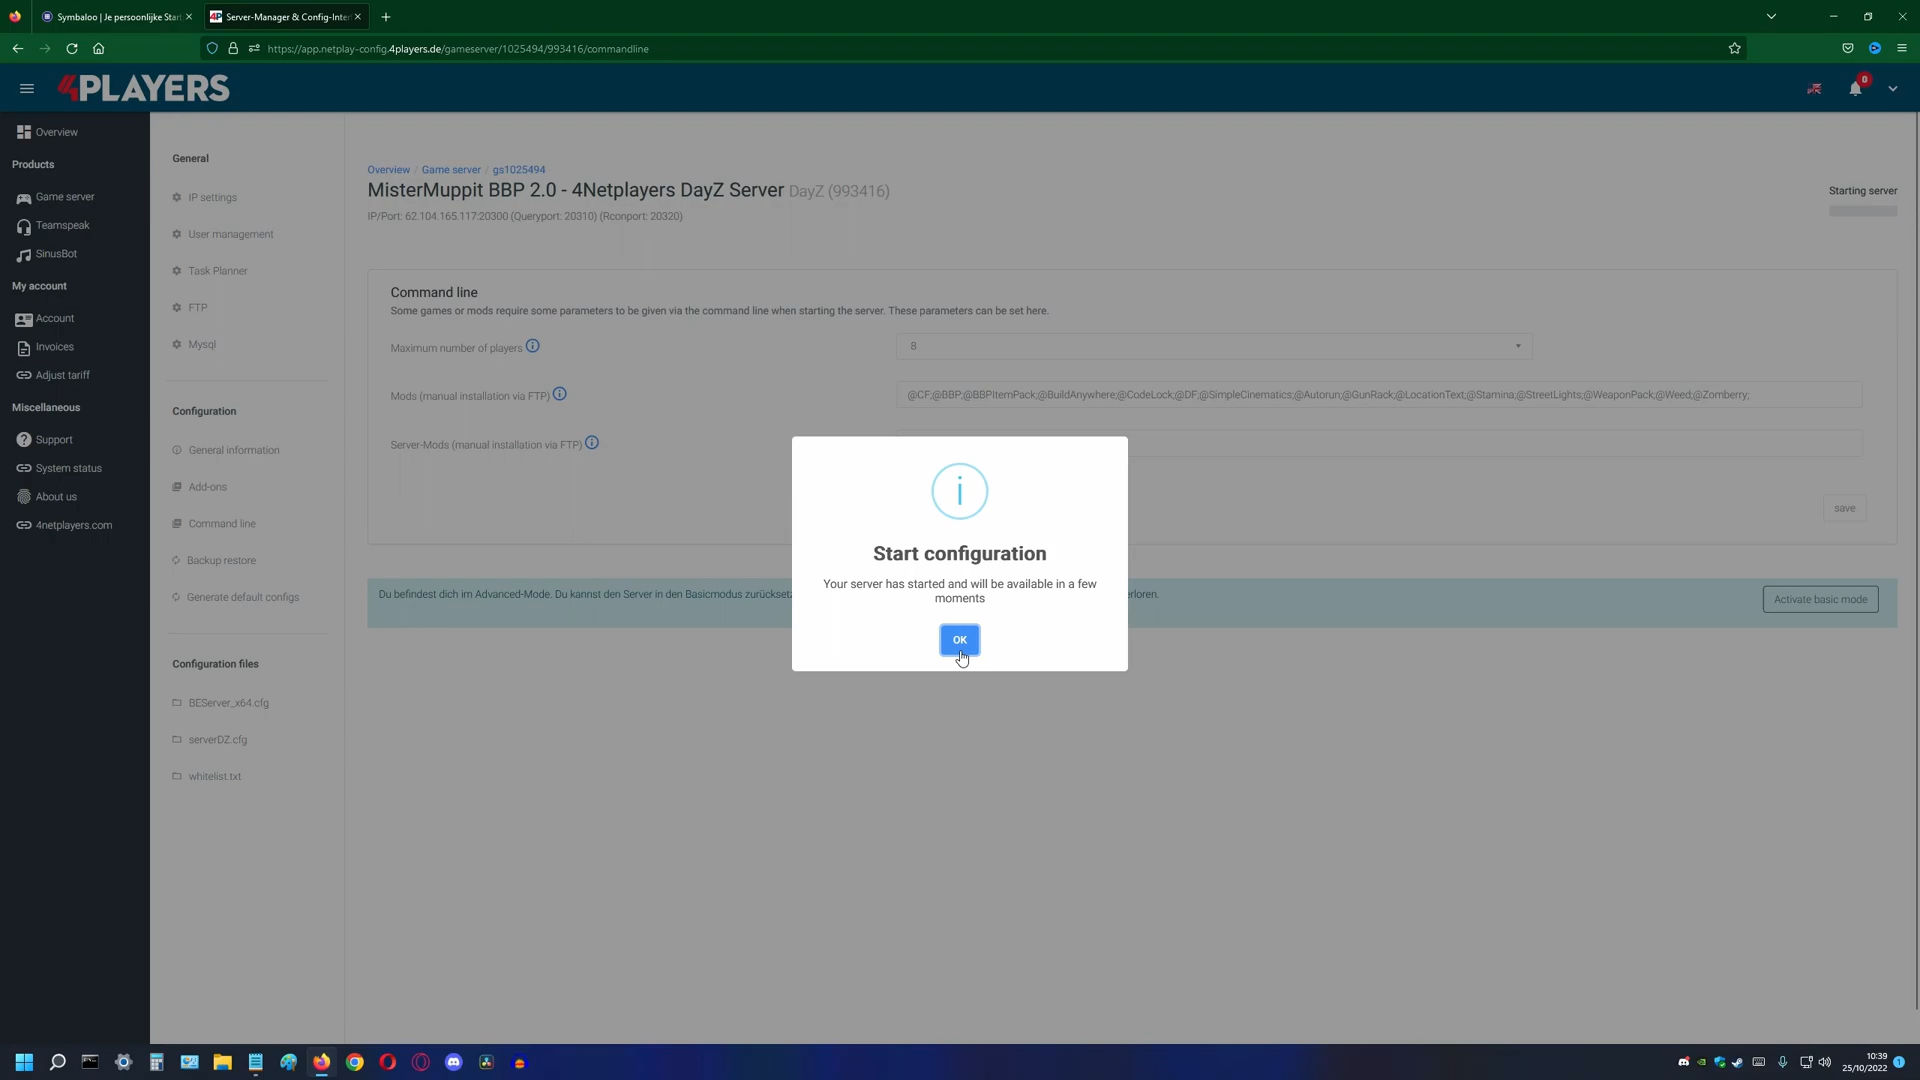 Symbaloo | Je persoonlijke Start
Server-Manager & Config-Inter
https://app.netplay-config.4players.de/gameserver/1025494/993416/commandline
4PLAYERS
0
Overview
Products
Game server
Teamspeak
SinusBot
My account
Account
Invoices
Adjust tariff
Miscellaneous
Support
System status
About us
4netplayers.com
General
IP settings
User management
Task Planner
FTP
Mysql
Configuration
General information
Add-ons
Command line
Backup restore
Generate default configs
Configuration files
BEServer_x64.cfg
serverDZ.cfg
whitelist.txt
Overview / Game server / gs1025494
MisterMuppit BBP 2.0 - 4Netplayers DayZ Server DayZ (993416)
IP/Port: 62.104.165.117:20300 (Queryport: 20310) (Rconport: 20320)
Starting server
Command line
Some games or mods require some parameters to be given via the command line when starting the server. These parameters can be set here.
Maximum number of players
8
Mods (manual installation via FTP)
@CF;@BBP;@BBPItemPack;@BuildAnywhere;@CodeLock;@DF;@SimpleCinematics;@Autorun;@GunRack;@LocationText;@Stamina;@StreetLights;@WeaponPack;@Weed;@Zomberry;
Server-Mods (manual installation via FTP)
save
Du befindest dich im Advanced-Mode. Du kannst den Server in den Basicmodus zurücksetz
erloren.
Activate basic mode
i
Start configuration
Your server has started and will be available in a few
moments
OK
10:39
25/10/2022
1